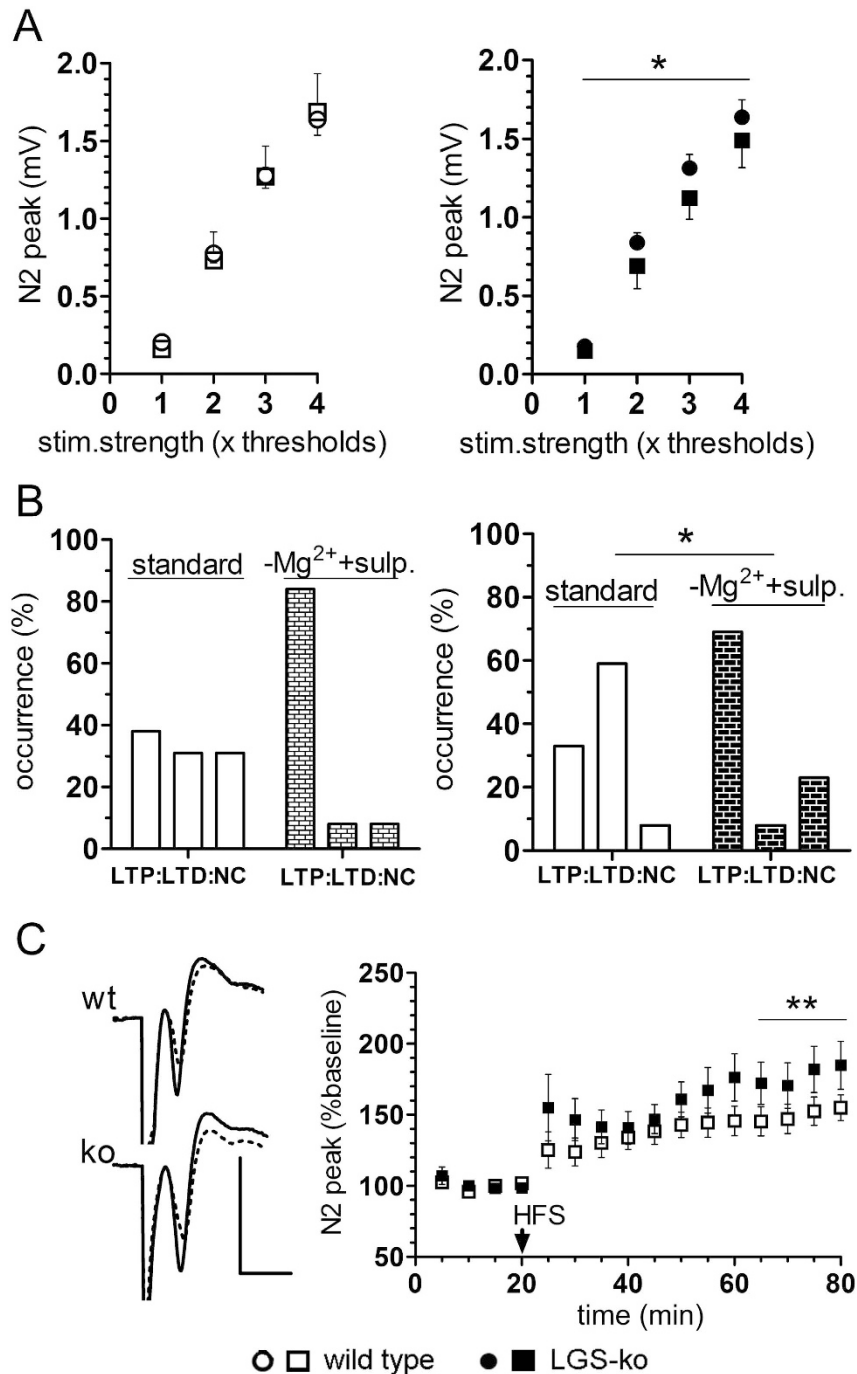 A
2.0
1.5
1.0
0.5
0.0
N2 peak (mV)
0 1 2 3 4
stim.strength (x thresholds)
*
2.0
1.5
1.0
0.5
0.0
N2 peak (mV)
0 1 2 3 4
stim.strength (x thresholds)
B
100
80
60
40
20
0
occurrence (%)
standard
-Mg²⁺+sulp.
LTP:LTD:NC
LTP:LTD:NC
100
80
60
40
20
0
occurrence (%)
*
standard
-Mg²⁺+sulp.
LTP:LTD:NC
LTP:LTD:NC
C
wt
ko
250
200
150
100
50
N2 peak (%baseline)
**
HFS
0 20 40 60 80
time (min)
wild type
LGS-ko